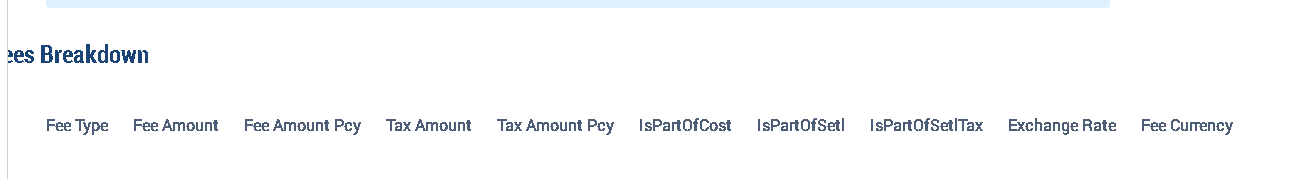 ees Breakdown
Fee Type Fee Amount Fee Amount Pcy Tax Amount Tax Amount Pcy IsPartOfCost IsPartOfSetl IsPartOfSetlTax Exchange Rate Fee Currency